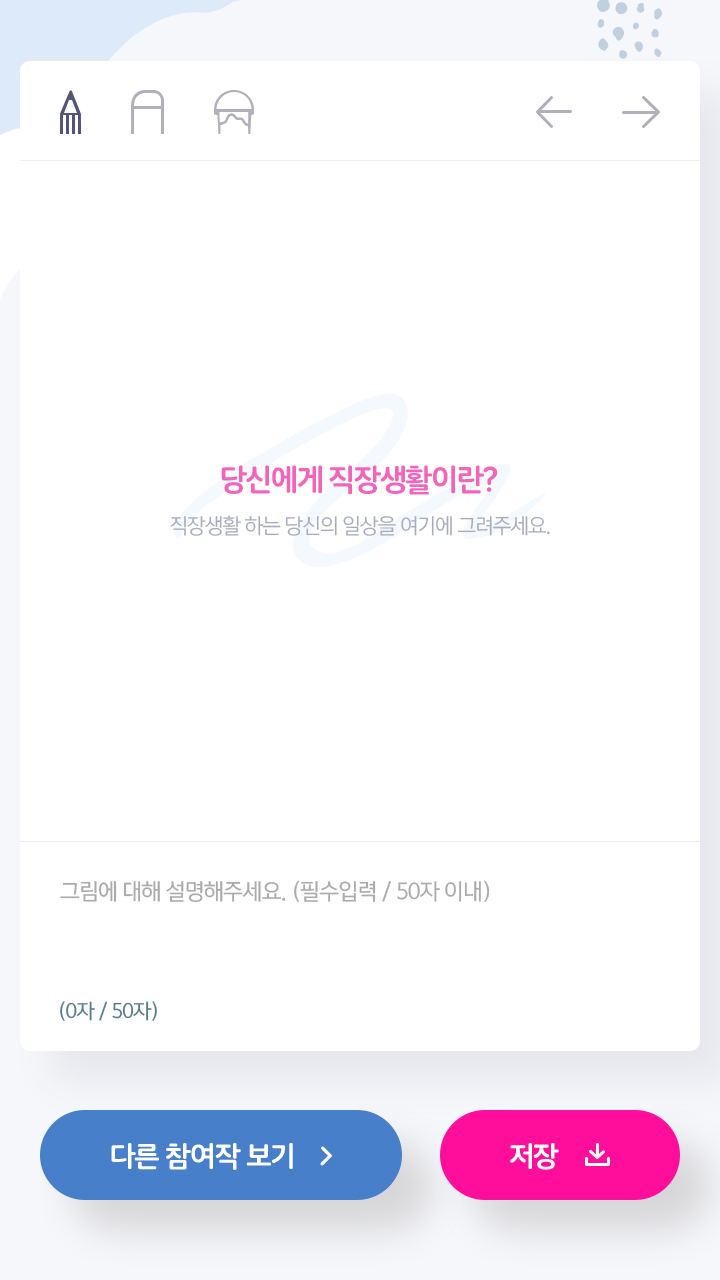 당신에게 직장생활이란?
직장생활 하는 당신의 일상을 여기에 그려주세요.
그림에 대해 설명해주세요. (필수입력 / 50자 이내)
(0자 / 50자)
다른 참여작 보기
저장